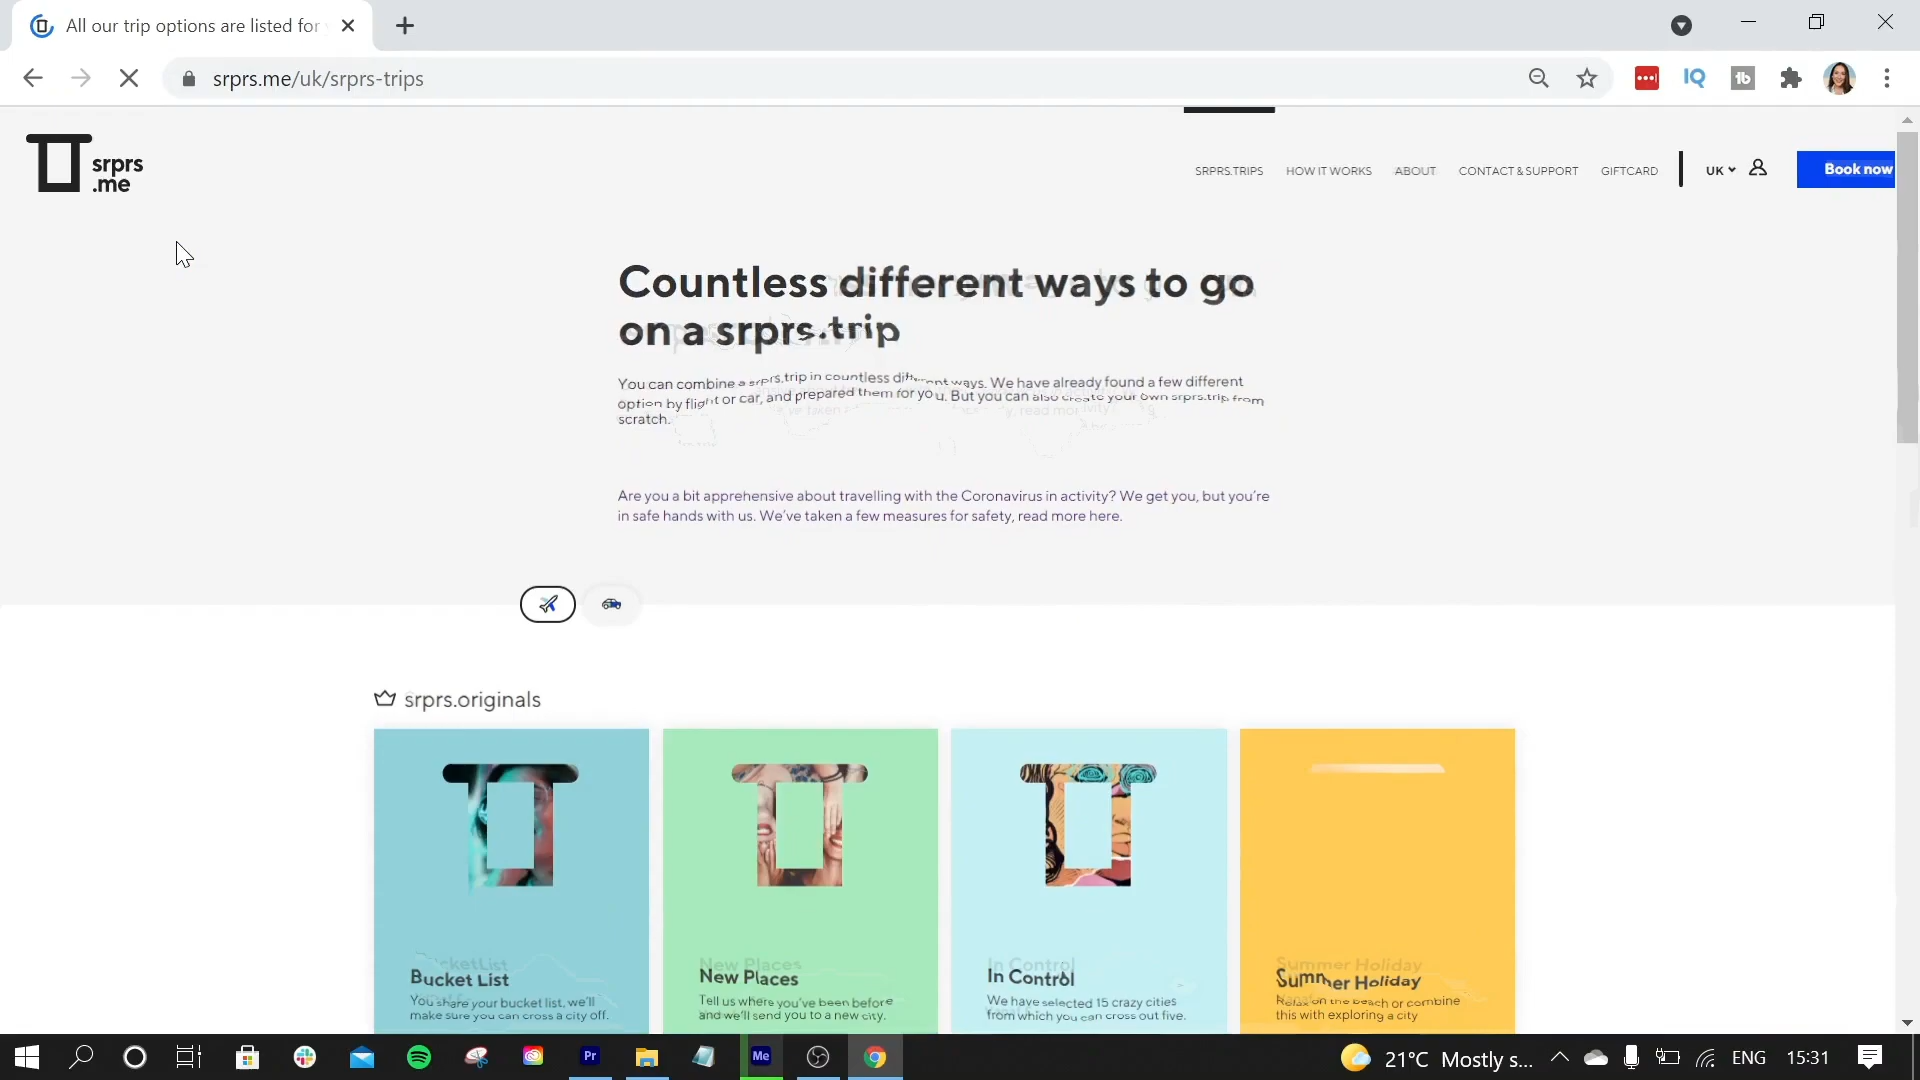 All our trip options are listed for
srprs.me/uk/srprs-trips
srprs
.me
SRPRS.TRIPS
HOW IT WORKS
ABOUT
CONTACT & SUPPORT
GIFTCARD
UK
Book now
Countless different ways to go
on a srprs.trip
You can combine a srprs.trip in countless different ways. We have already found a few different
option by flight or car, and prepared them for you. But you can also create your own srprs.trip from
scratch.
Are you a bit apprehensive about travelling with the Coronavirus in activity? We get you, but you're
in safe hands with us. We've taken a few measures for safety, read more here.
srprs.originals
Bucket List
You share your bucket list, we'll
make sure you can cross a city off.
New Places
Tell us where you've been before
and we'll send you to a new city.
In Control
We have selected 15 crazy cities
from which you can cross out five.
Summer Holiday
Relax on the beach or combine
this with exploring a city
Pr
Me
21°C Mostly s...
ENG
15:31